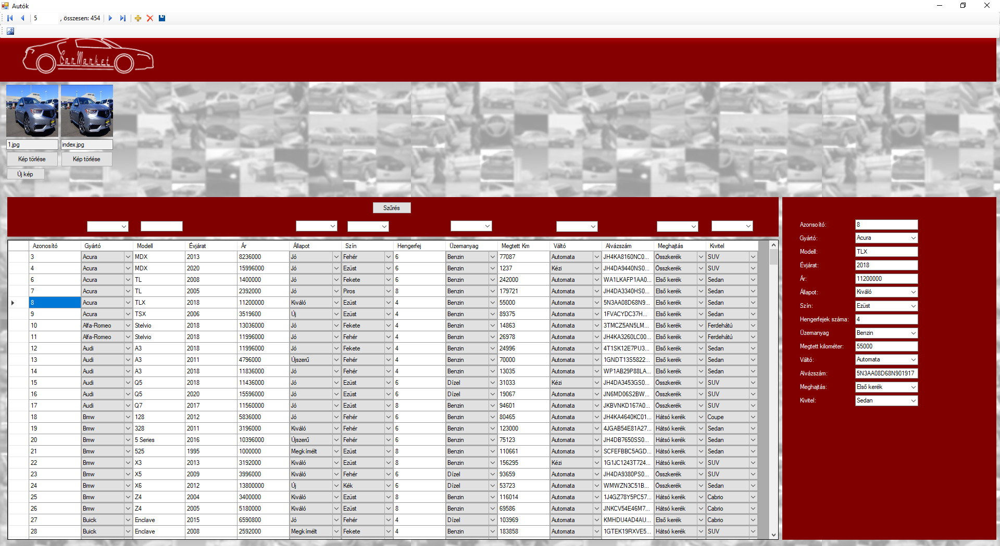 Autók
5 , összesen: 454
CarMarket
1.jpg index.jpg
Kép törlése Kép törlése
Új kép
Szűrés
Azonosító Gyártó Modell Évjárat Ár Állapot Szín Hengerfej Üzemanyag Megtett Km Váltó Alvázszám Meghajtás Kivitel
3 Acura MDX 2013 8236000 Jó Fehér 6 Benzin 77087 Automata JH4KA8160NC0... Összkerék SUV
4 Acura MDX 2020 15996000 Jó Ezüst 6 Benzin 1237 Kézi JH4DA9440NS0... Összkerék SUV
6 Acura TL 2008 1400000 Jó Fekete 6 Benzin 242000 Automata WA1LKAFP1AA0... Első kerék Sedan
7 Acura TL 2005 2392000 Jó Piros 8 Benzin 179721 Automata JH4DA3340HS0... Első kerék Sedan
8 Acura TLX 2018 11200000 Kiváló Ezüst 4 Benzin 55000 Automata 5N3AA08D68N9... Első kerék Sedan
9 Acura TSX 2006 3519600 Új Ezüst 4 Benzin 89375 Automata 1FVACYDC37H... Első kerék Sedan
10 Alfa-Romeo Stelvio 2018 13036000 Jó Fekete 4 Benzin 14863 Automata 3TMCZ5AN5LM... Első kerék Ferdehátú
11 Alfa-Romeo Stelvio 2018 11996000 Jó Fehér 4 Benzin 26978 Automata JH4KA3260LC00... Első kerék Ferdehátú
12 Audi A3 2018 11996000 Jó Fekete 4 Benzin 24996 Automata 4T1SK12E7PU3... Első kerék Sedan
13 Audi A3 2011 4796000 Újszerű Fehér 4 Benzin 70000 Automata 1GNDT13S5822... Első kerék Sedan
14 Audi A3 2018 11836000 Jó Fehér 4 Benzin 13035 Automata WP1AB29P88LA... Első kerék Sedan
15 Audi Q5 2018 11436000 Jó Ezüst 6 Dízel 31033 Kézi JH4DA3453GS0... Összkerék SUV
16 Audi Q5 2020 15596000 Jó Ezüst 6 Dízel 19067 Automata JN6MD06S2BW... Összkerék SUV
17 Audi Q7 2017 11560000 Jó Ezüst 8 Benzin 94601 Automata JKBVNKD167A0... Összkerék SUV
18 Bmw 128 2012 5836000 Jó Fehér 6 Benzin 80465 Automata JH4KA4640KC01... Hátsó kerék Coupe
19 Bmw 328 2011 3196000 Kiváló Fehér 6 Benzin 123000 Automata 4JGAB54E81A27... Hátsó kerék Sedan
20 Bmw 5 Series 2016 10396000 Újszerű Fehér 6 Benzin 75123 Automata JH4DB7650SS0... Hátsó kerék Sedan
21 Bmw 525 1995 1000000 Megkímélt Ezüst 8 Benzin 110661 Automata SCFEFBBC5AGD... Hátsó kerék Sedan
22 Bmw X3 2013 3192000 Kiváló Ezüst 8 Benzin 156295 Kézi 1G1JC1243T724... Hátsó kerék SUV
23 Bmw X5 2009 3996000 Kiváló Fehér 6 Dízel 93659 Automata JH4DA9380PS0... Összkerék SUV
24 Bmw X6 2012 13800000 Új Kék 6 Dízel 53723 Automata WMWZN3C51B... Összkerék Sedan
25 Bmw Z4 2004 3400000 Kiváló Ezüst 8 Benzin 116014 Automata 1J4GZ78Y5PC57... Hátsó kerék Cabrio
26 Bmw Z4 2005 5180000 Kiváló Ezüst 8 Benzin 69586 Automata JNKCV54E46M7... Hátsó kerék Cabrio
27 Buick Enclave 2015 6590800 Jó Fehér 4 Dízel 103969 Automata KMHDU4AD4AU... Első kerék Cabrio
28 Buick Enclave 2008 2592000 Megkímélt Fekete 4 Benzin 183858 Automata 1GTEK19RXVE5... Hátsó kerék SUV
Azonsoító: 8
Gyártó: Acura
Modell: TLX
Évjárat: 2018
Ár: 11200000
Állapot: Kiváló
Szín: Ezüst
Hengerfejek száma: 4
Üzemanyag Benzin
Megtett kilométer: 55000
Váltó: Automata
Alvázszám: 5N3AA08D68N901917
Meghajtás: Első kerék
Kivitel: Sedan